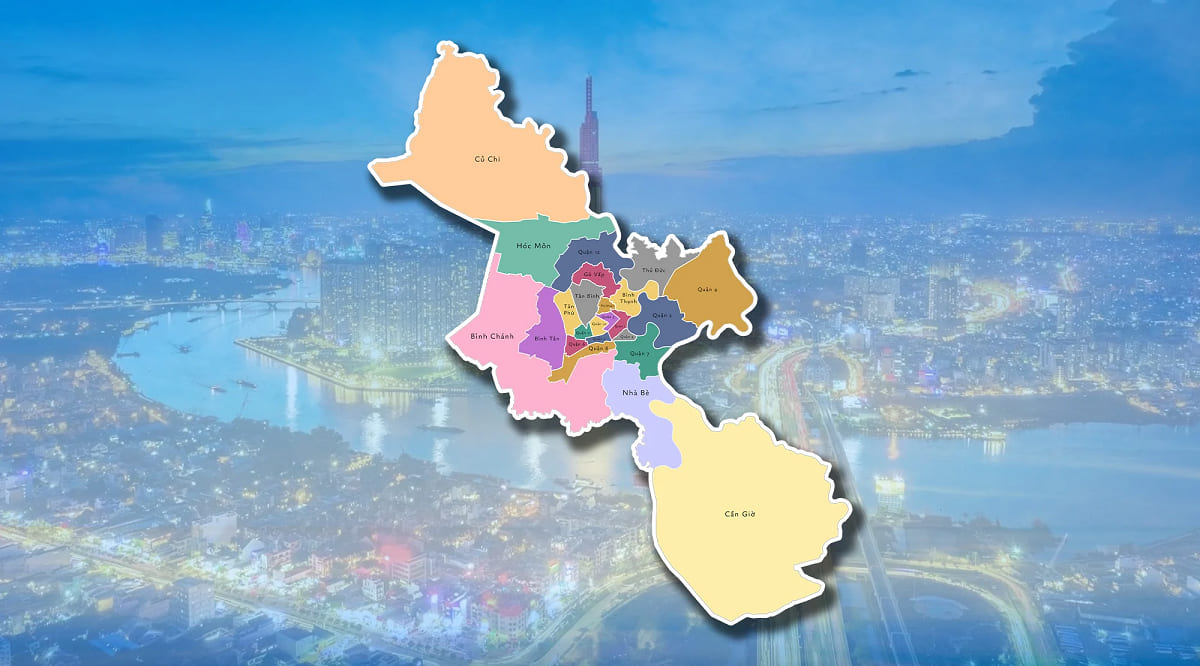 Củ Chi
Hóc Môn
Quận 12
Thủ Đức
Gò Vấp
Quận 9
Tân Bình
Bình
Thạnh
Tân
Phú
Quận 2
Bình Chánh
Bình Tân
Quận 8
Quận 7
Nhà Bè
Cần Giờ